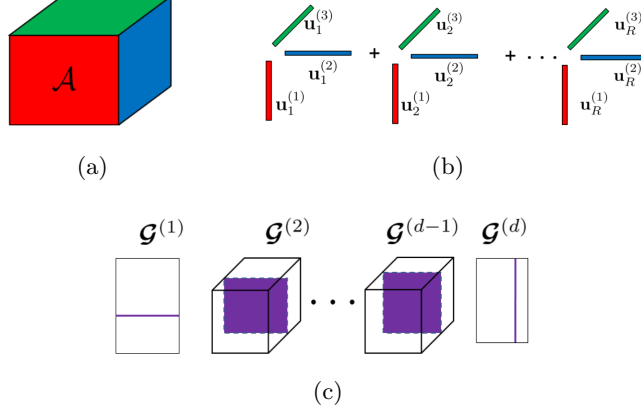 𝒜
u₁⁽³⁾ u₁⁽²⁾ u₁⁽¹⁾ + u₂⁽³⁾ u₂⁽²⁾ u₂⁽¹⁾ + · · · u_R⁽³⁾ u_R⁽²⁾ u_R⁽¹⁾
(a) (b)
𝓖⁽¹⁾ 𝓖⁽²⁾ 𝓖⁽ᵈ⁻¹⁾ 𝓖⁽ᵈ⁾
· · ·
(c)